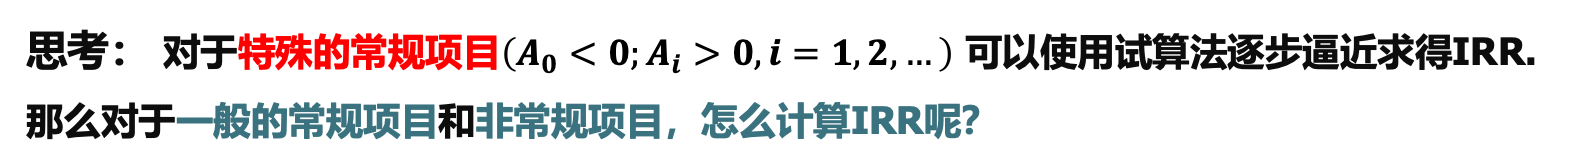 思考： 对于特殊的常规项目(A₀ < 0; Aᵢ > 0, i = 1, 2, …) 可以使用试算法逐步逼近求得IRR.
那么对于一般的常规项目和非常规项目，怎么计算IRR呢？